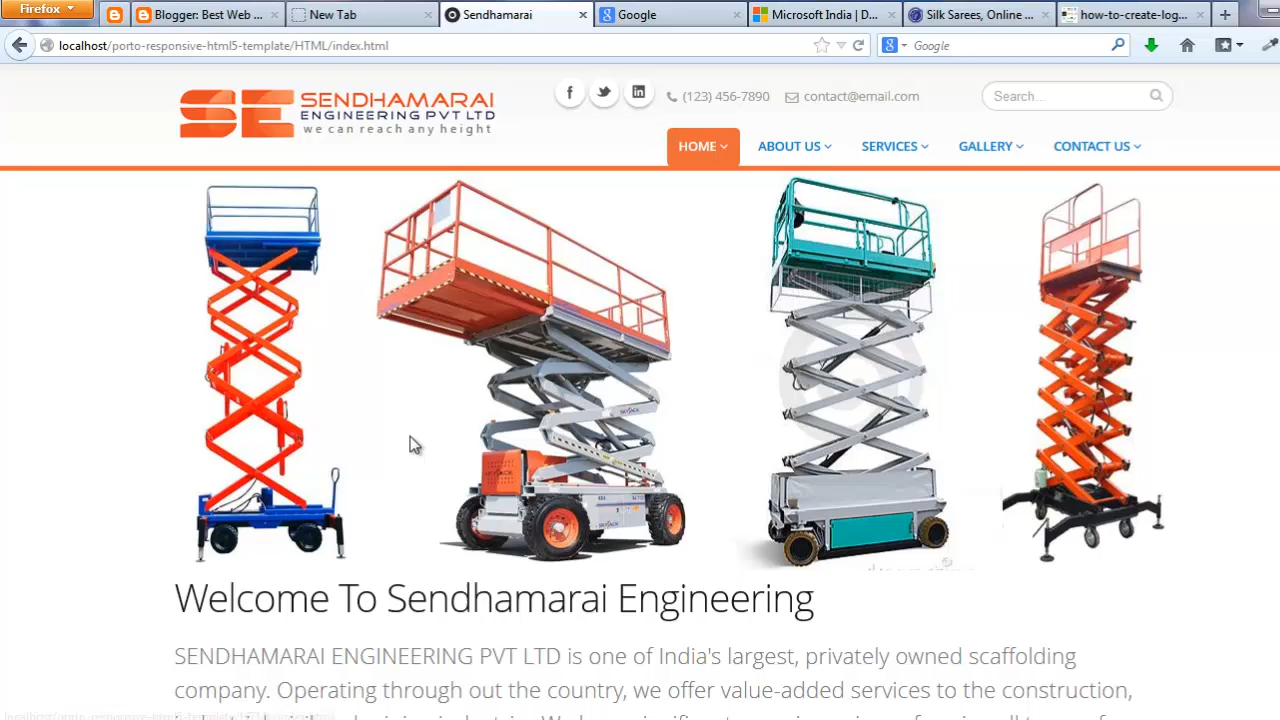 Firefox
Blogger: Best Web ...
New Tab
Sendhamarai
Google
Microsoft India | D...
Silk Sarees, Online ...
how-to-create-log...
localhost/porto-responsive-html5-template/HTML/index.html
Google
SE SENDHAMARAI
ENGINEERING PVT LTD
we can reach any height
(123) 456-7890
contact@email.com
Search...
HOME
ABOUT US
SERVICES
GALLERY
CONTACT US
SKYJACK
SKYJACK
SKYJACK
Welcome To Sendhamarai Engineering
SENDHAMARAI ENGINEERING PVT LTD is one of India's largest, privately owned scaffolding
company. Operating through out the country, we offer value-added services to the construction,